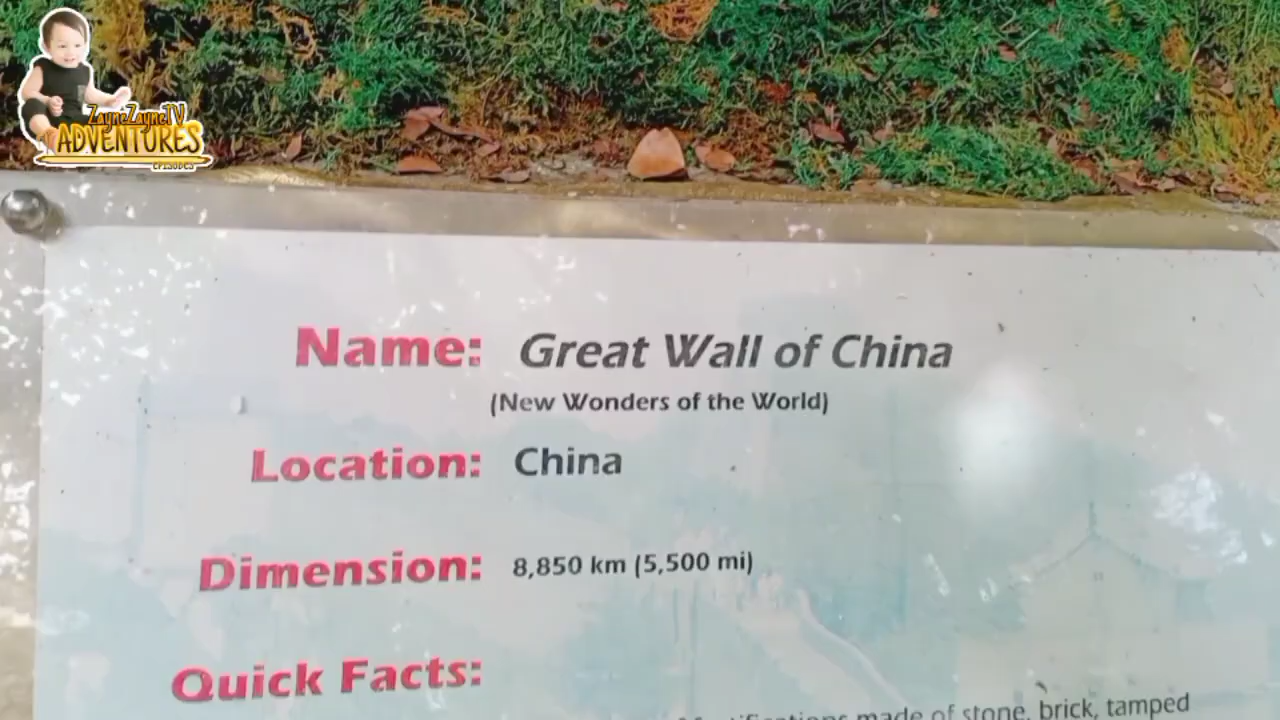 ZayneZayneTV
ADVENTURES
EPISODES
Name: Great Wall of China
(New Wonders of the World)
Location: China
Dimension: 8,850 km (5,500 mi)
Quick Facts:
made of stone, brick, tamped